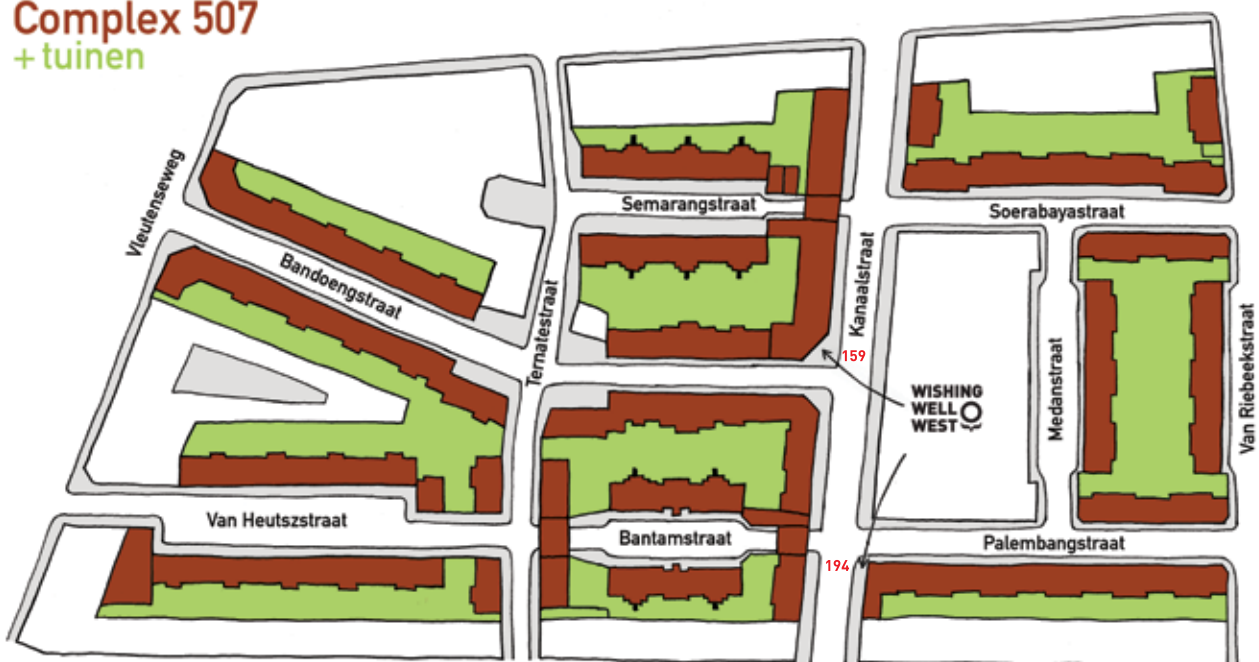 Complex 507
+ tuinen
Vleutenseweg
Bandoengstraat
Ternatestraat
Semarangstraat
Kanaalstraat
Soerabayastraat
159
WISHING
WELL
WEST
Medanstraat
Van Riebeekstraat
Van Heutszstraat
Bantamstraat
Palembangstraat
194